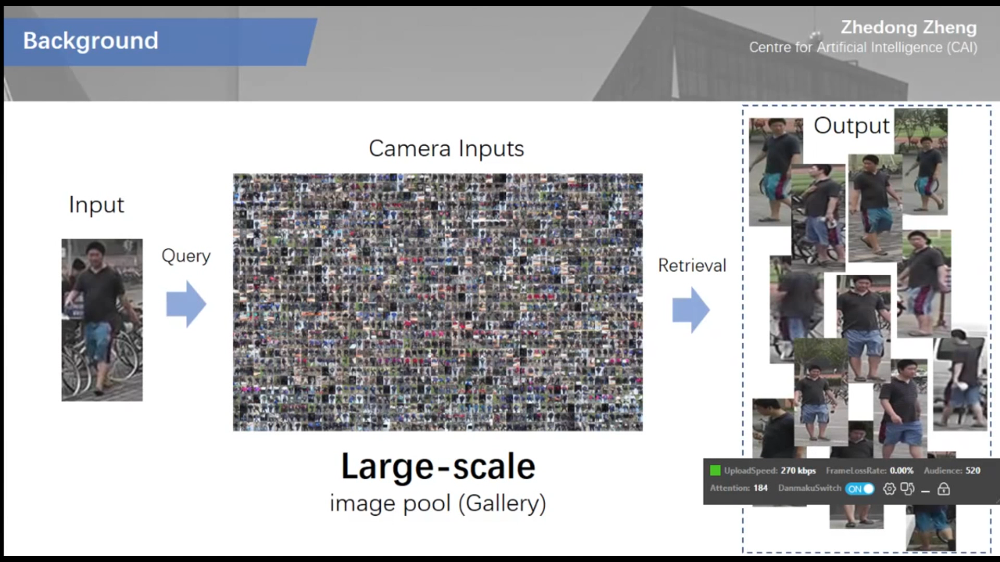 Background
Zhedong Zheng
Centre for Artificial Intelligence (CAI)
Output
Camera Inputs
Input
Query
Retrieval
Large-scale
image pool (Gallery)
UploadSpeed: 270 kbps FrameLossRate: 0.00% Audience: 520
Attention: 184 DanmakuSwitch ON